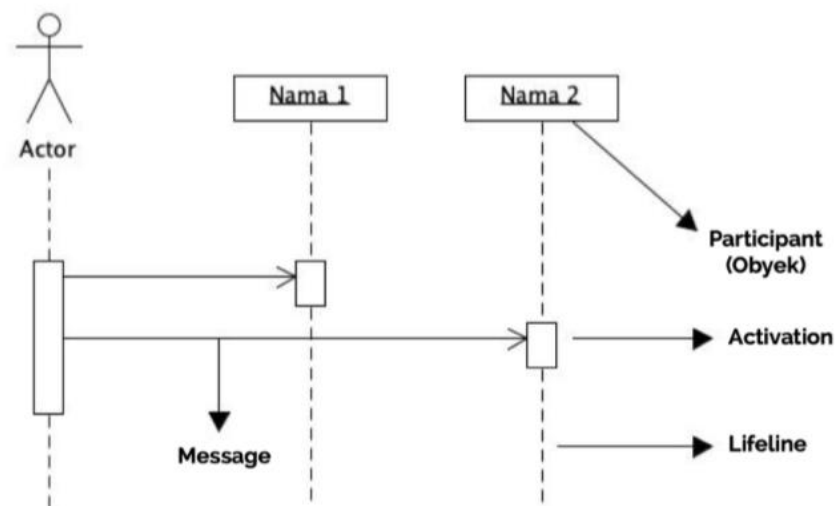 Nama 1
Nama 2
Actor
Participant
(Obyek)
Activation
Message
Lifeline